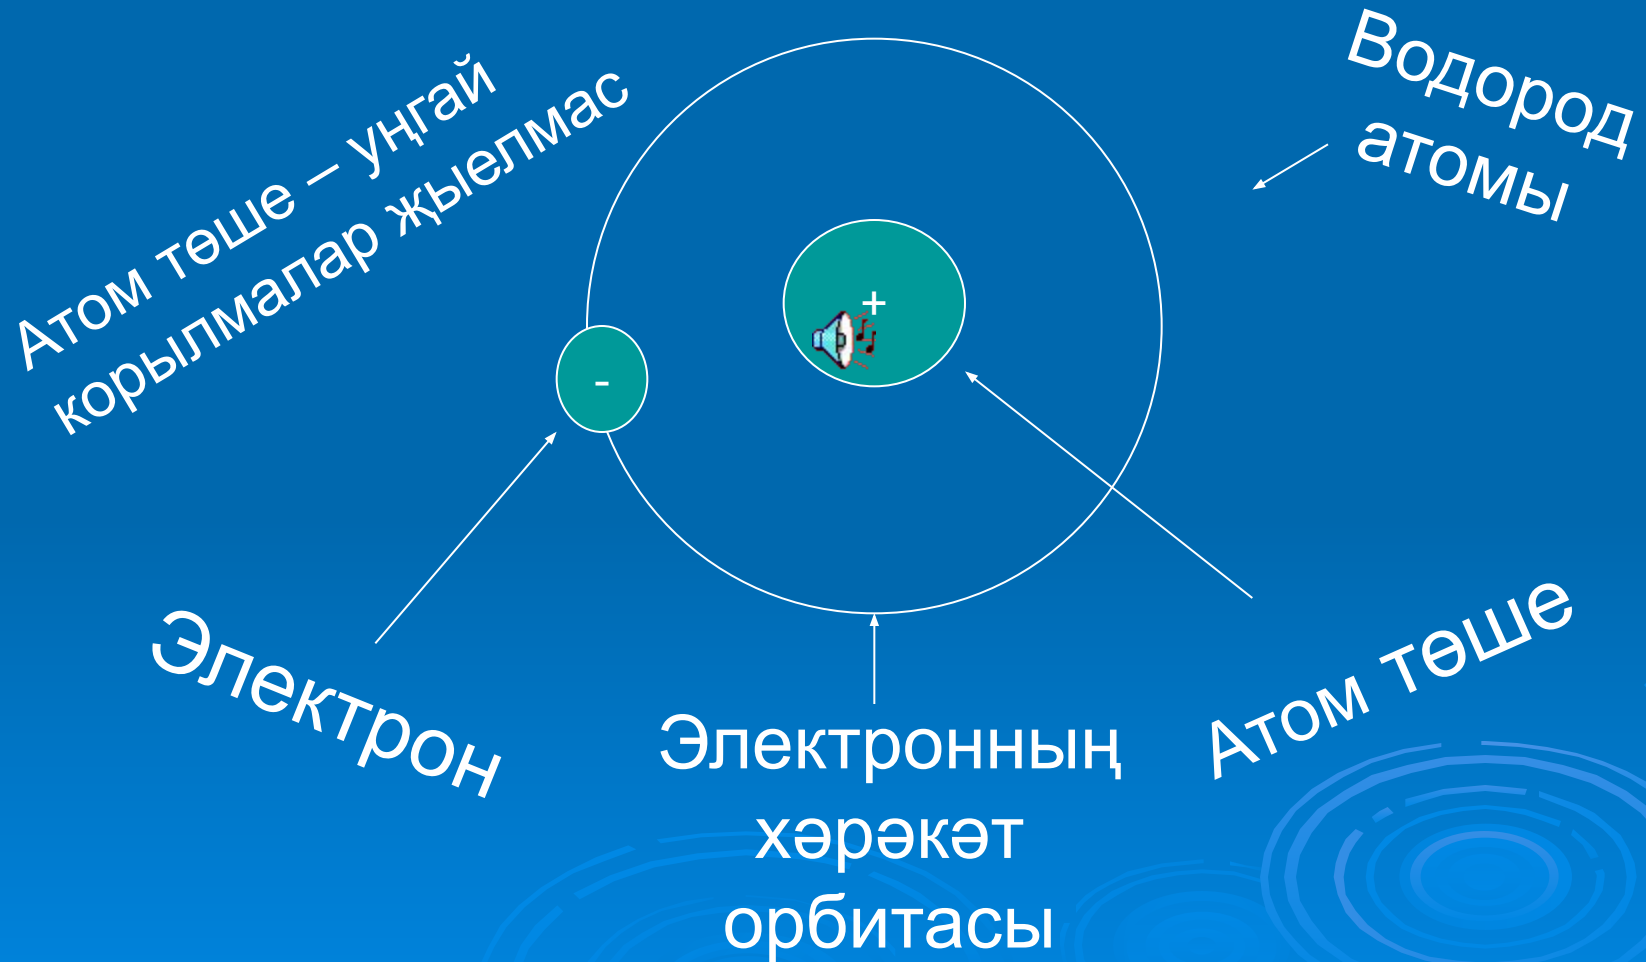 Атом төше – уңгай
корылмалар җыелмас
Водород
атомы
+
-
Электрон
Электронның
хәрәкәт
орбитасы
Атом төше